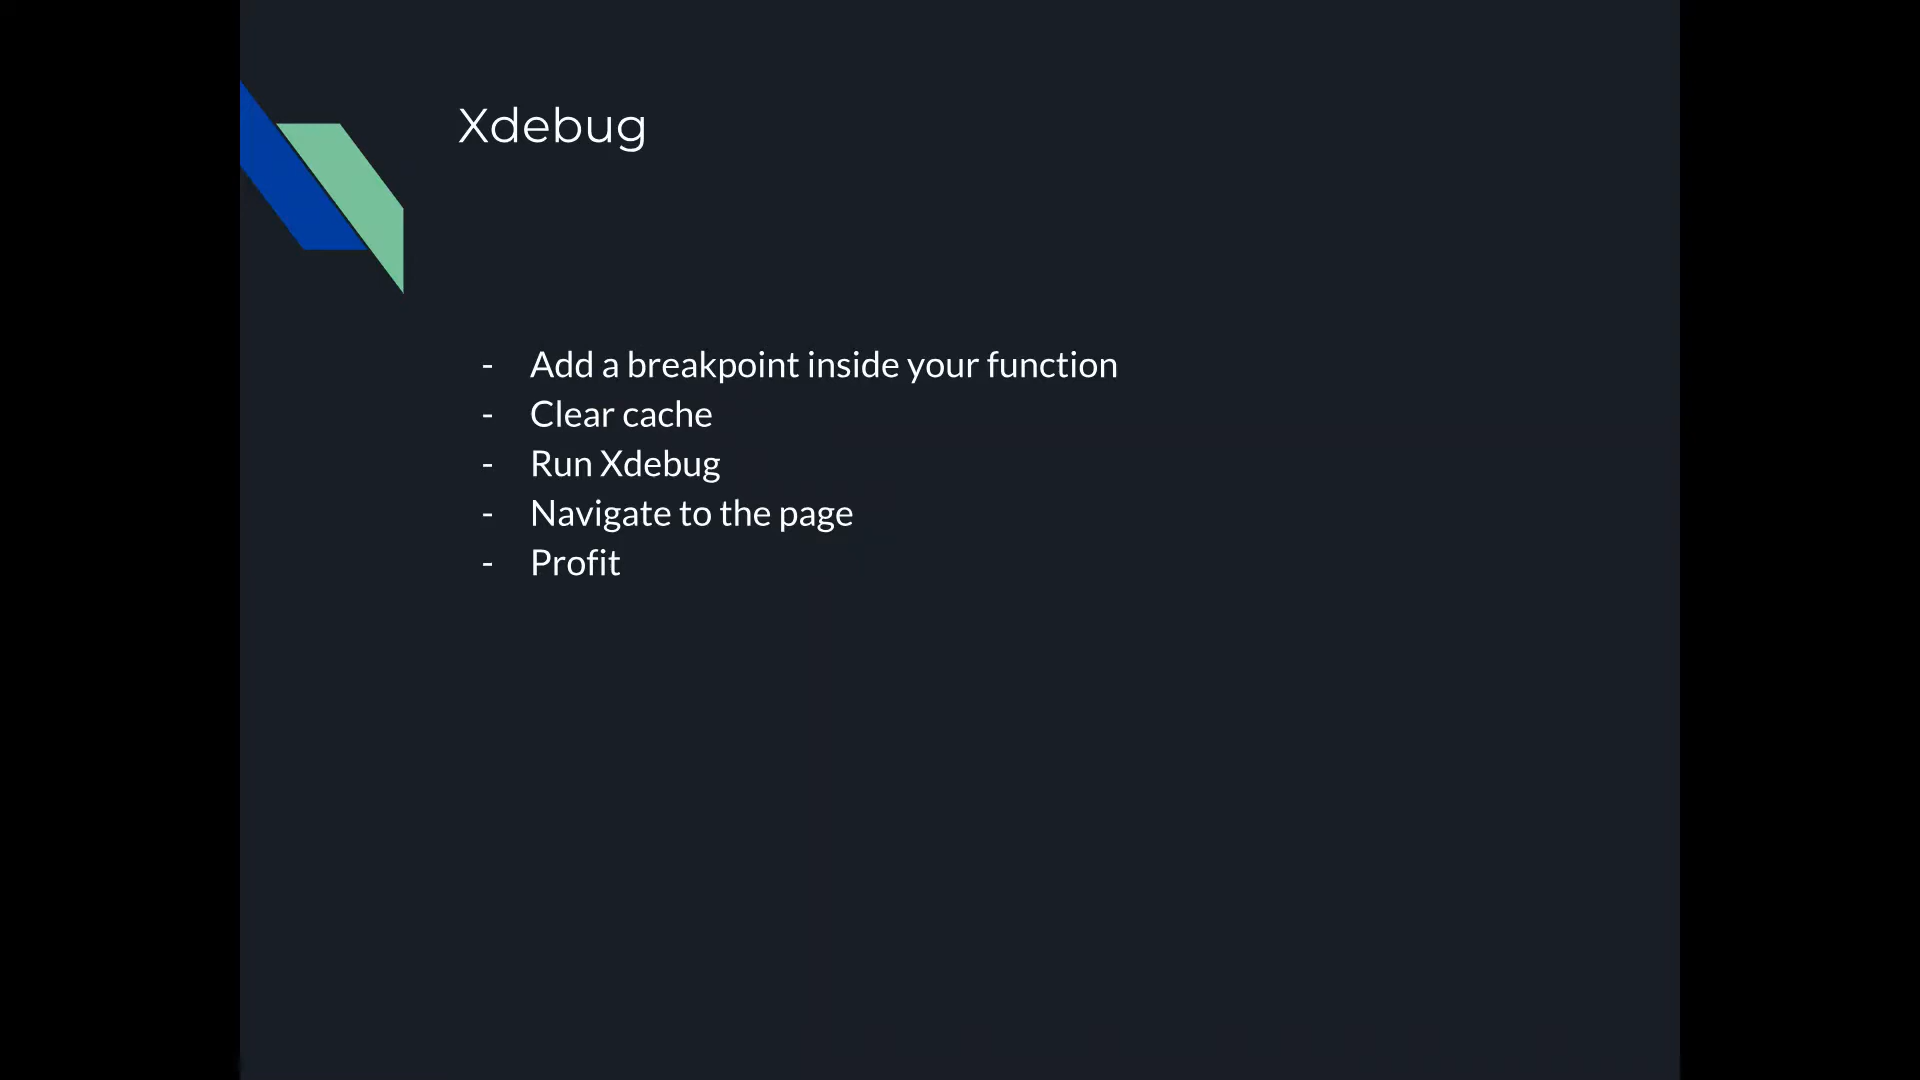 Xdebug
- Add a breakpoint inside your function
- Clear cache
- Run Xdebug
- Navigate to the page
- Profit